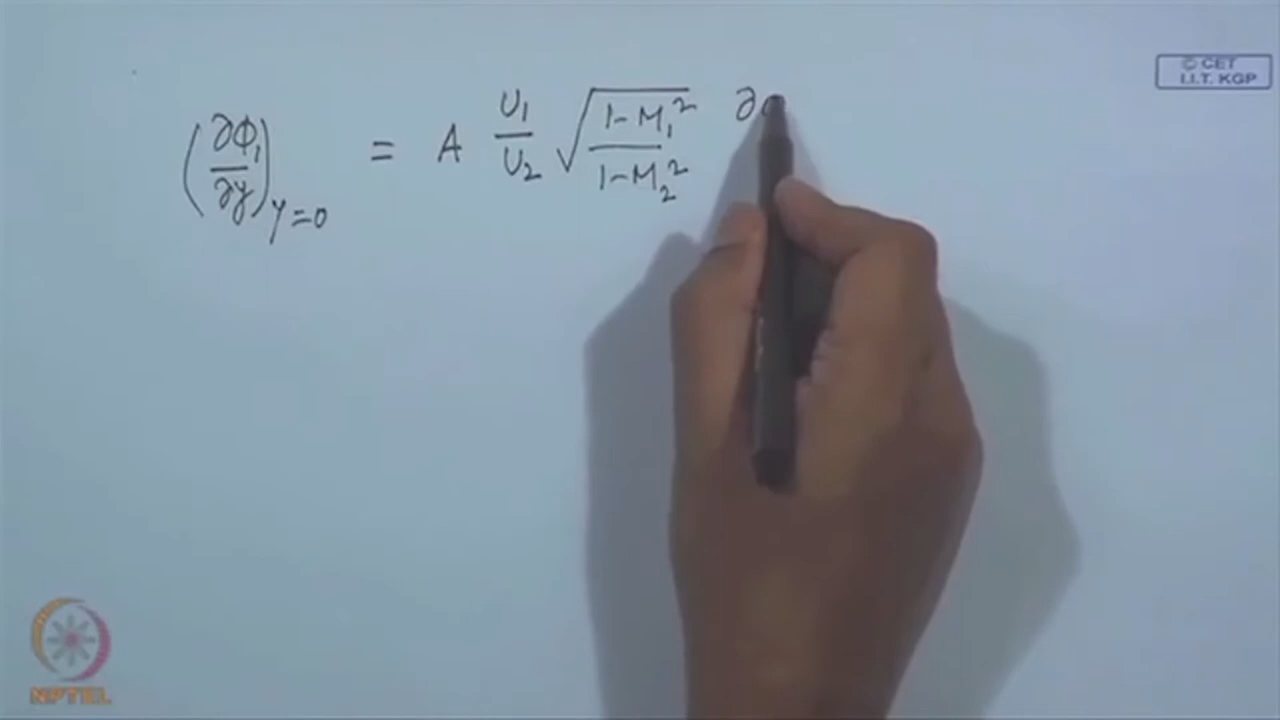 © CET
I.I.T. KGP
(∂Φ₁/∂y)_{y=0} = A U₁/U₂ √((1-M₁²)/(1-M₂²)) ∂
NPTEL